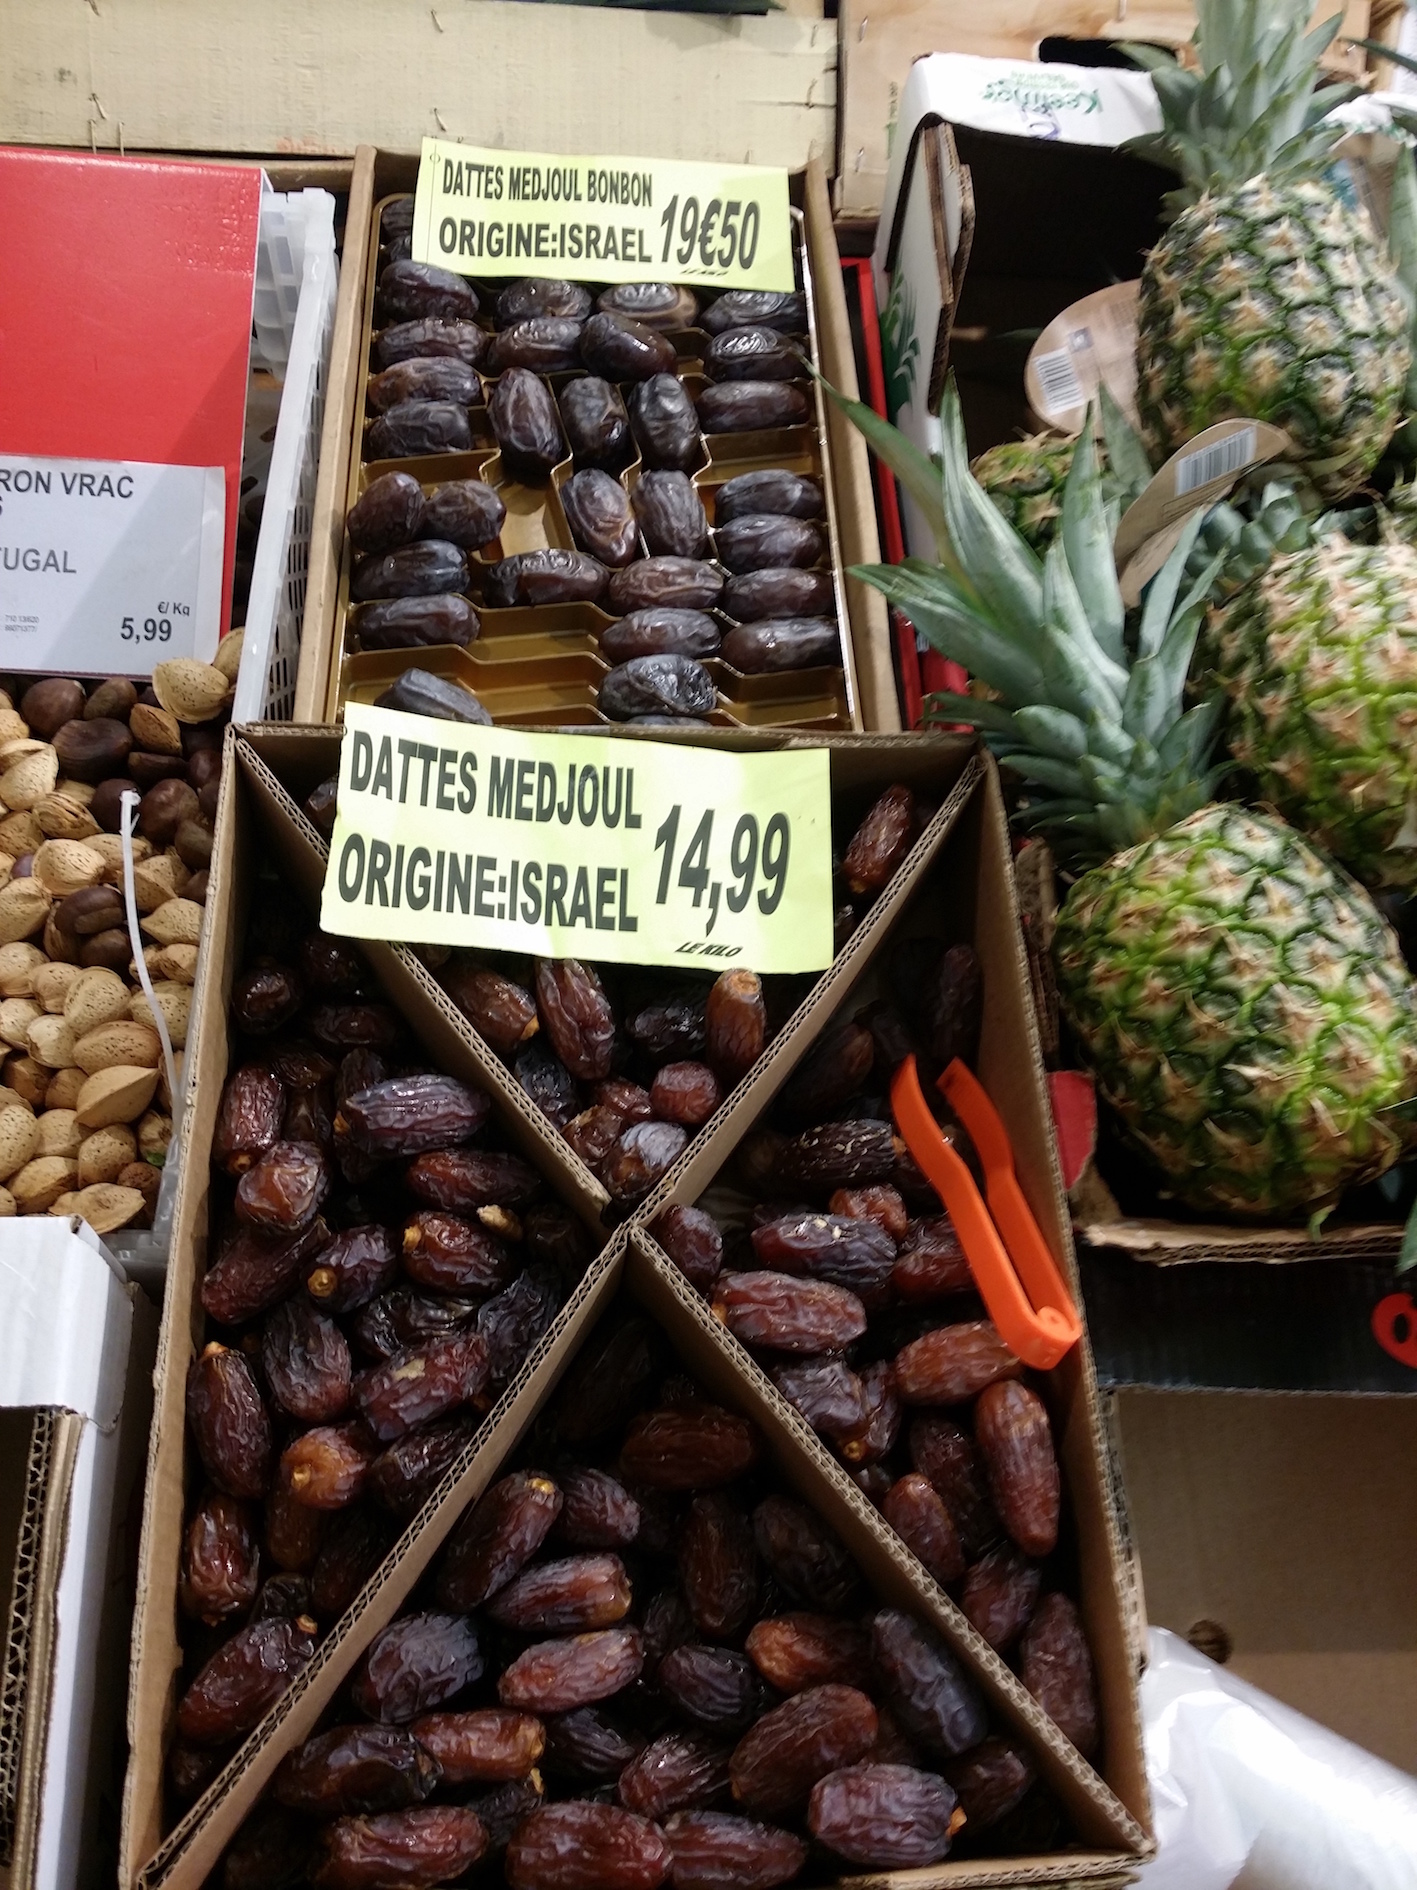 DATTES MEDJOUL BONBON
ORIGINE:ISRAEL 19€50
DATTES MEDJOUL
ORIGINE:ISRAEL 14,99
LE KILO
RON VRAC
S
TUGAL
€/ Kg
5,99
Keelings